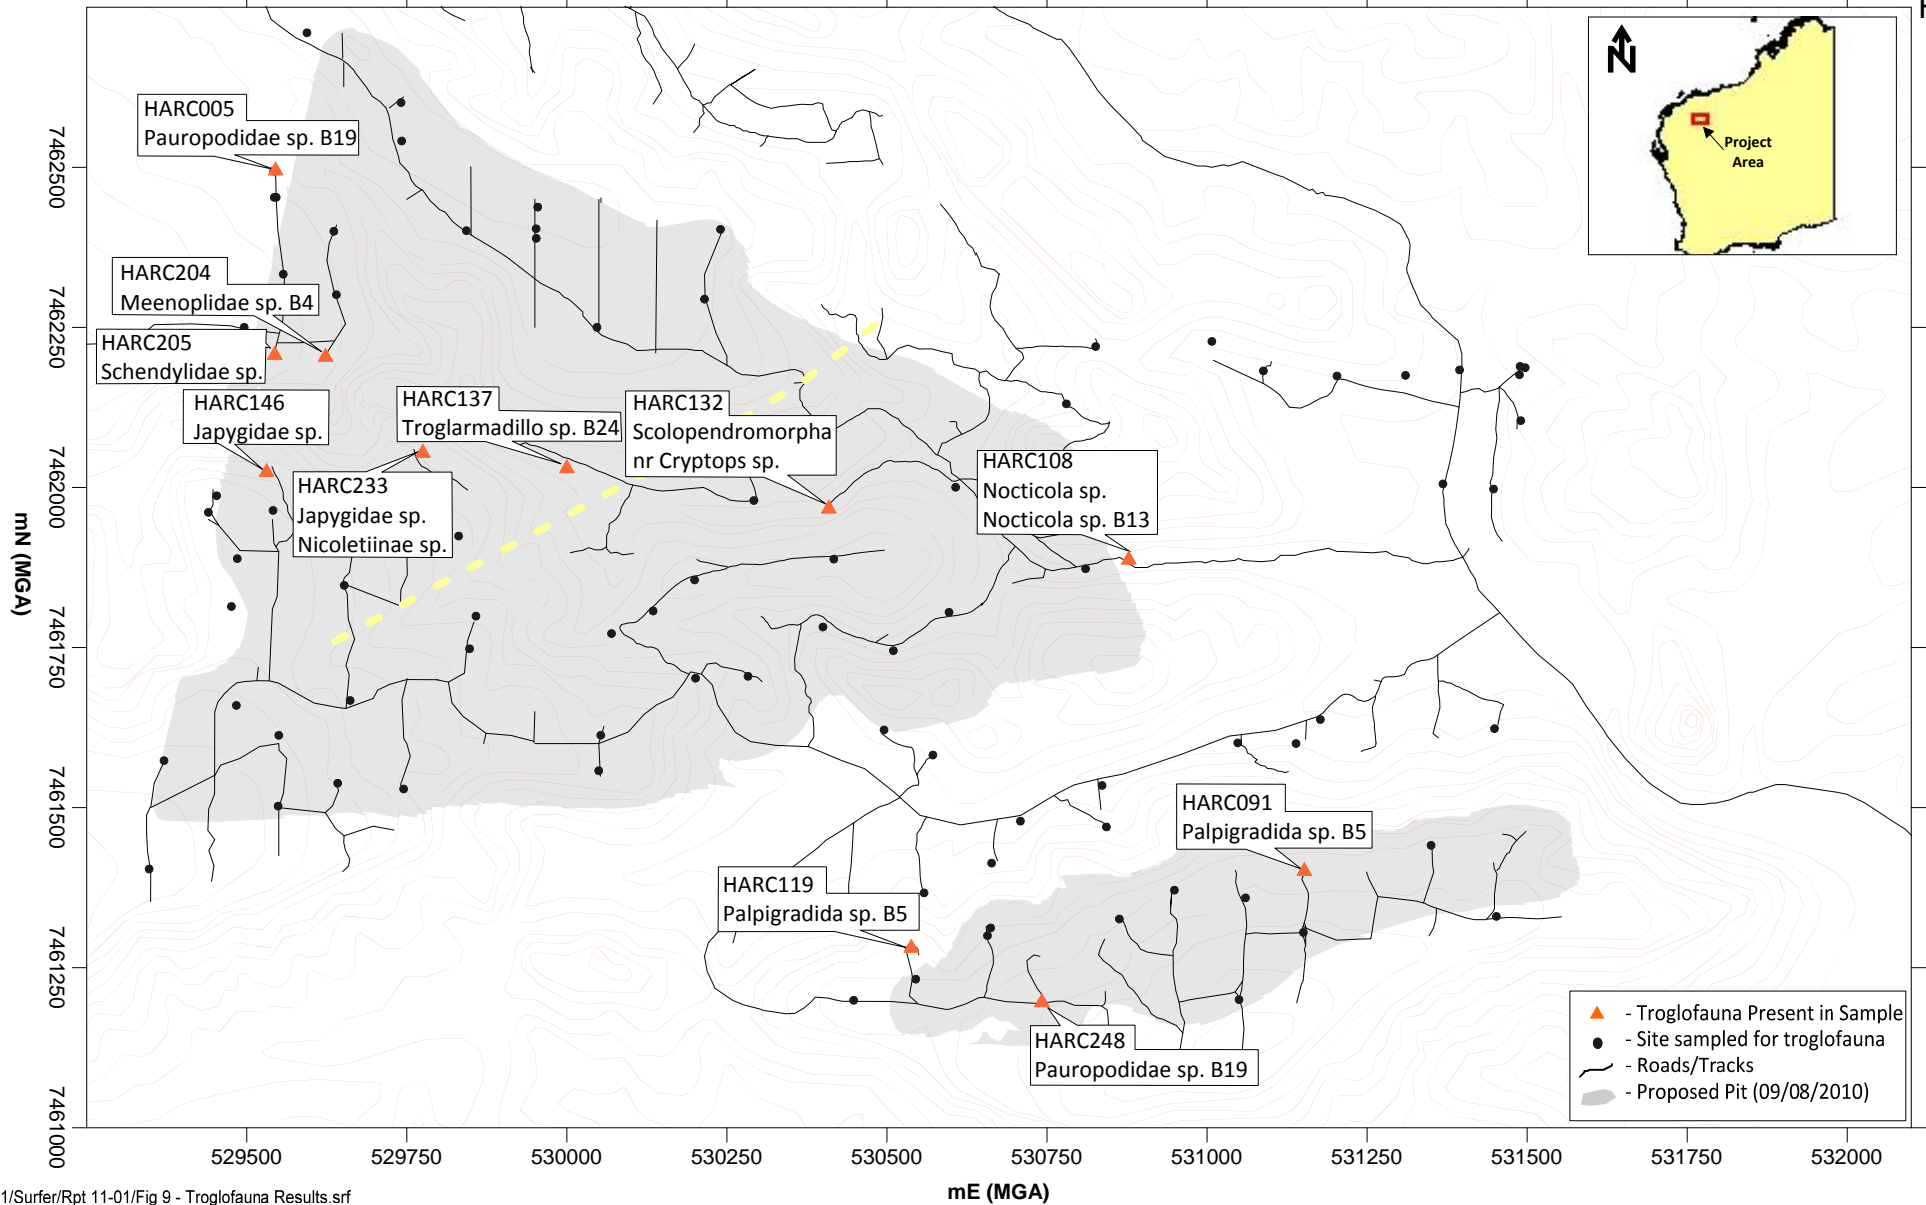 N
Project
Area
HARC005
Pauropodidae sp. B19
HARC204
Meenoplidae sp. B4
HARC205
Schendylidae sp.
HARC146
Japygidae sp.
HARC137
Troglarmadillo sp. B24
HARC132
Scolopendromorpha
nr Cryptops sp.
HARC233
Japygidae sp.
Nicoletiinae sp.
HARC108
Nocticola sp.
Nocticola sp. B13
HARC091
Palpigradida sp. B5
HARC119
Palpigradida sp. B5
HARC248
Pauropodidae sp. B19
- Troglofauna Present in Sample
- Site sampled for troglofauna
- Roads/Tracks
- Proposed Pit (09/08/2010)
7462500
7462250
7462000
7461750
7461500
7461250
7461000
mN (MGA)
529500
529750
530000
530250
530500
530750
531000
531250
531500
531750
532000
mE (MGA)
1/Surfer/Rpt 11-01/Fig 9 - Troglofauna Results.srf